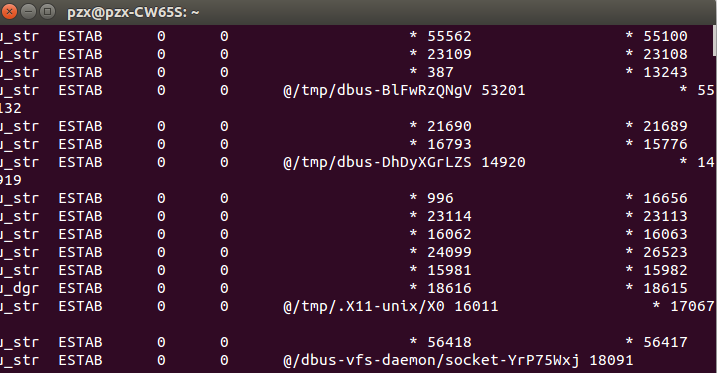 pzx@pzx-CW65S: ~
u_str ESTAB 0 0 * 55562 * 55100
u_str ESTAB 0 0 * 23109 * 23108
u_str ESTAB 0 0 * 387 * 13243
u_str ESTAB 0 0 @/tmp/dbus-BlFwRzQNgV 53201 * 55
132
u_str ESTAB 0 0 * 21690 * 21689
u_str ESTAB 0 0 * 16793 * 15776
u_str ESTAB 0 0 @/tmp/dbus-DhDyXGrLZS 14920 * 14
919
u_str ESTAB 0 0 * 996 * 16656
u_str ESTAB 0 0 * 23114 * 23113
u_str ESTAB 0 0 * 16062 * 16063
u_str ESTAB 0 0 * 24099 * 26523
u_str ESTAB 0 0 * 15981 * 15982
u_dgr ESTAB 0 0 * 18616 * 18615
u_str ESTAB 0 0 @/tmp/.X11-unix/X0 16011 * 17067
u_str ESTAB 0 0 * 56418 * 56417
u_str ESTAB 0 0 @/dbus-vfs-daemon/socket-YrP75Wxj 18091